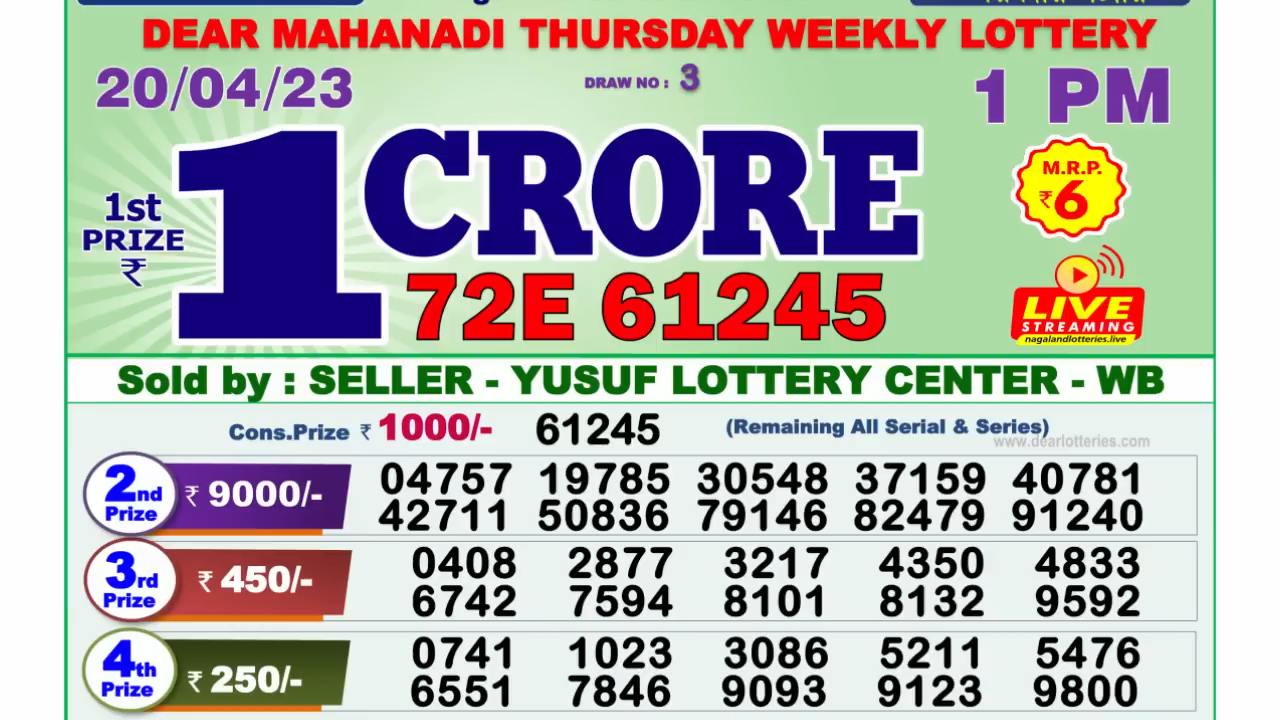 DEAR MAHANADI THURSDAY WEEKLY LOTTERY
20/04/23 DRAW NO : 3 1 PM
1st PRIZE ₹ 1 CRORE
M.R.P. ₹6
72E 61245
LIVE
STREAMING
nagalandlotteries.live
Sold by : SELLER - YUSUF LOTTERY CENTER - WB
Cons.Prize ₹ 1000/- 61245 (Remaining All Serial & Series)
www.dearlotteries.com
2nd Prize ₹ 9000/-
04757 19785 30548 37159 40781
42711 50836 79146 82479 91240
3rd Prize ₹ 450/-
0408 2877 3217 4350 4833
6742 7594 8101 8132 9592
4th Prize ₹ 250/-
0741 1023 3086 5211 5476
6551 7846 9093 9123 9800